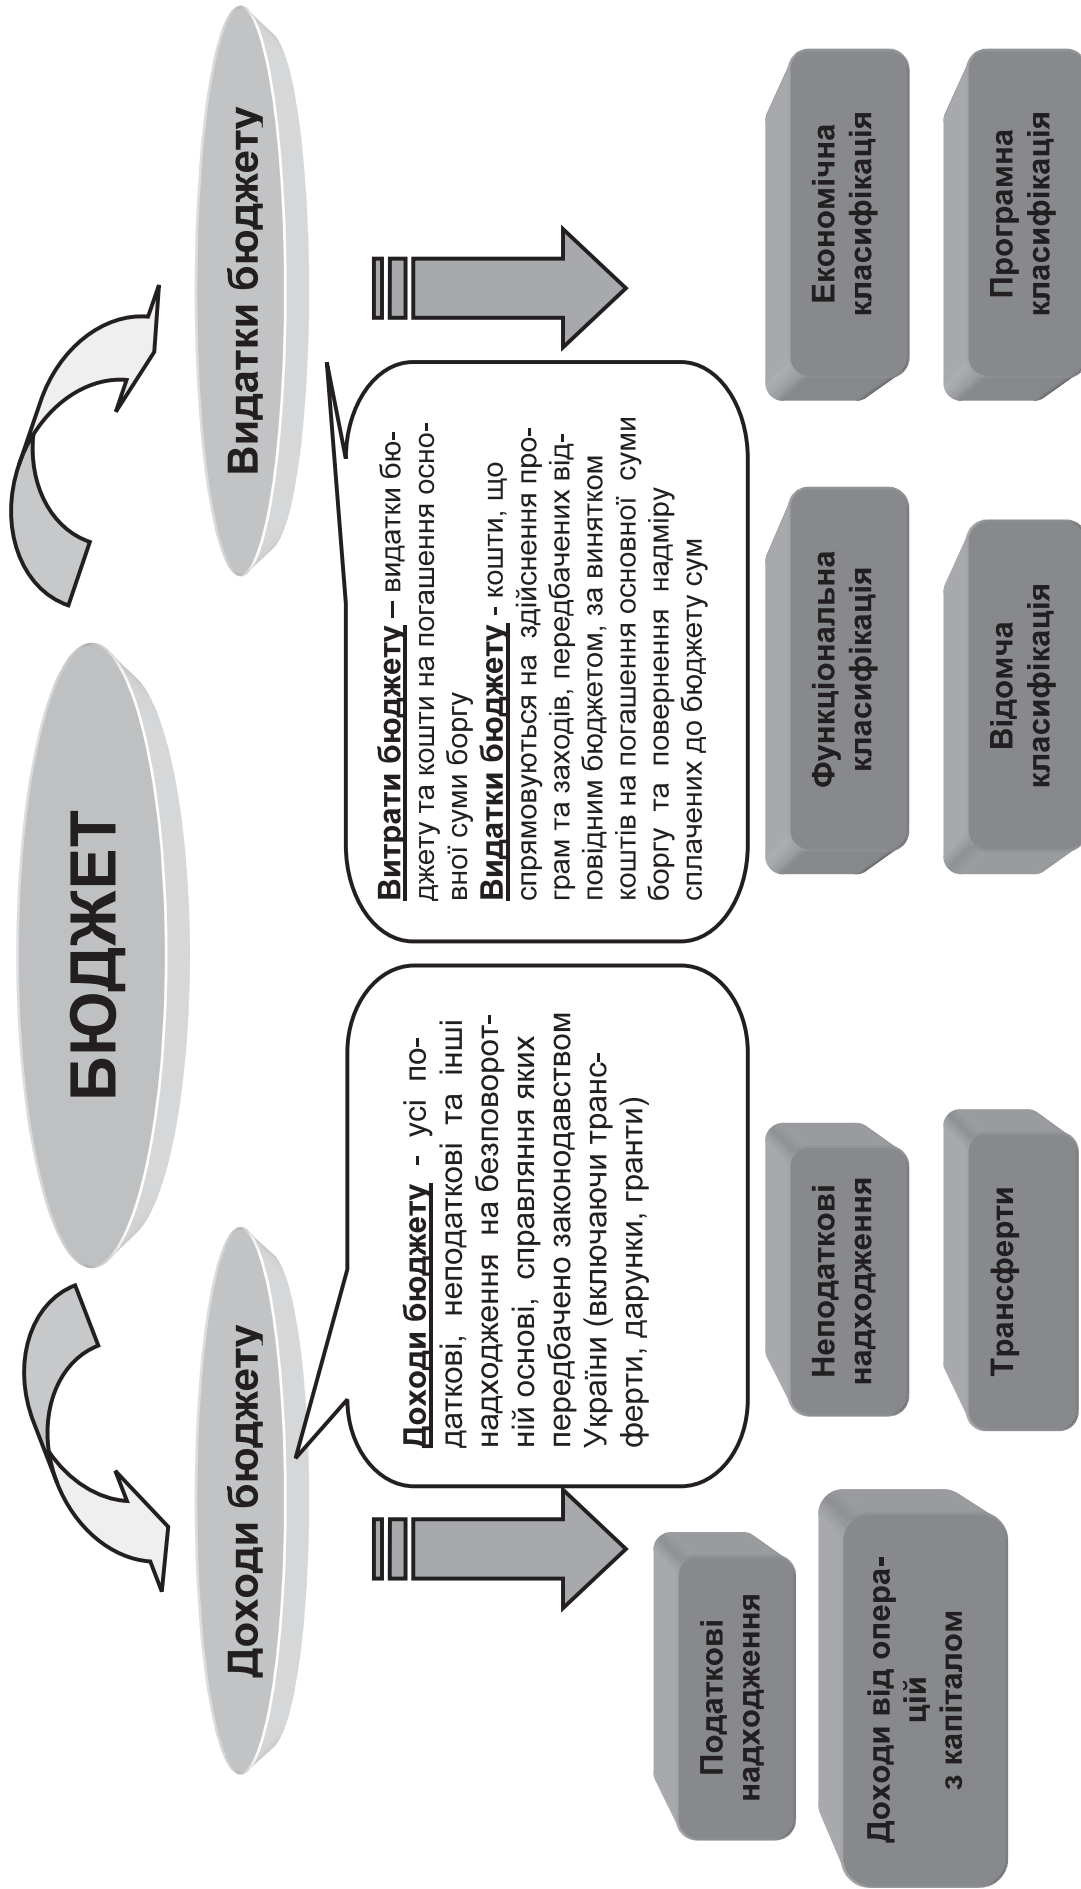 БЮДЖЕТ
Доходи бюджету
Видатки бюджету
Доходи бюджету - усі по-
даткові, неподаткові та інші
надходження на безповорот-
ній основі, справляння яких
передбачено законодавством
України (включаючи транс-
ферти, дарунки, гранти)
Витрати бюджету – видатки бю-
джету та кошти на погашення осно-
вної суми боргу
Видатки бюджету - кошти, що
спрямовуються на здійснення про-
грам та заходів, передбачених від-
повідним бюджетом, за винятком
коштів на погашення основної суми
боргу та повернення надміру
сплачених до бюджету сум
Податкові
надходження
Неподаткові
надходження
Доходи від опера-
цій
з капіталом
Трансферти
Функціональна
класифікація
Економічна
класифікація
Відомча
класифікація
Програмна
класифікація